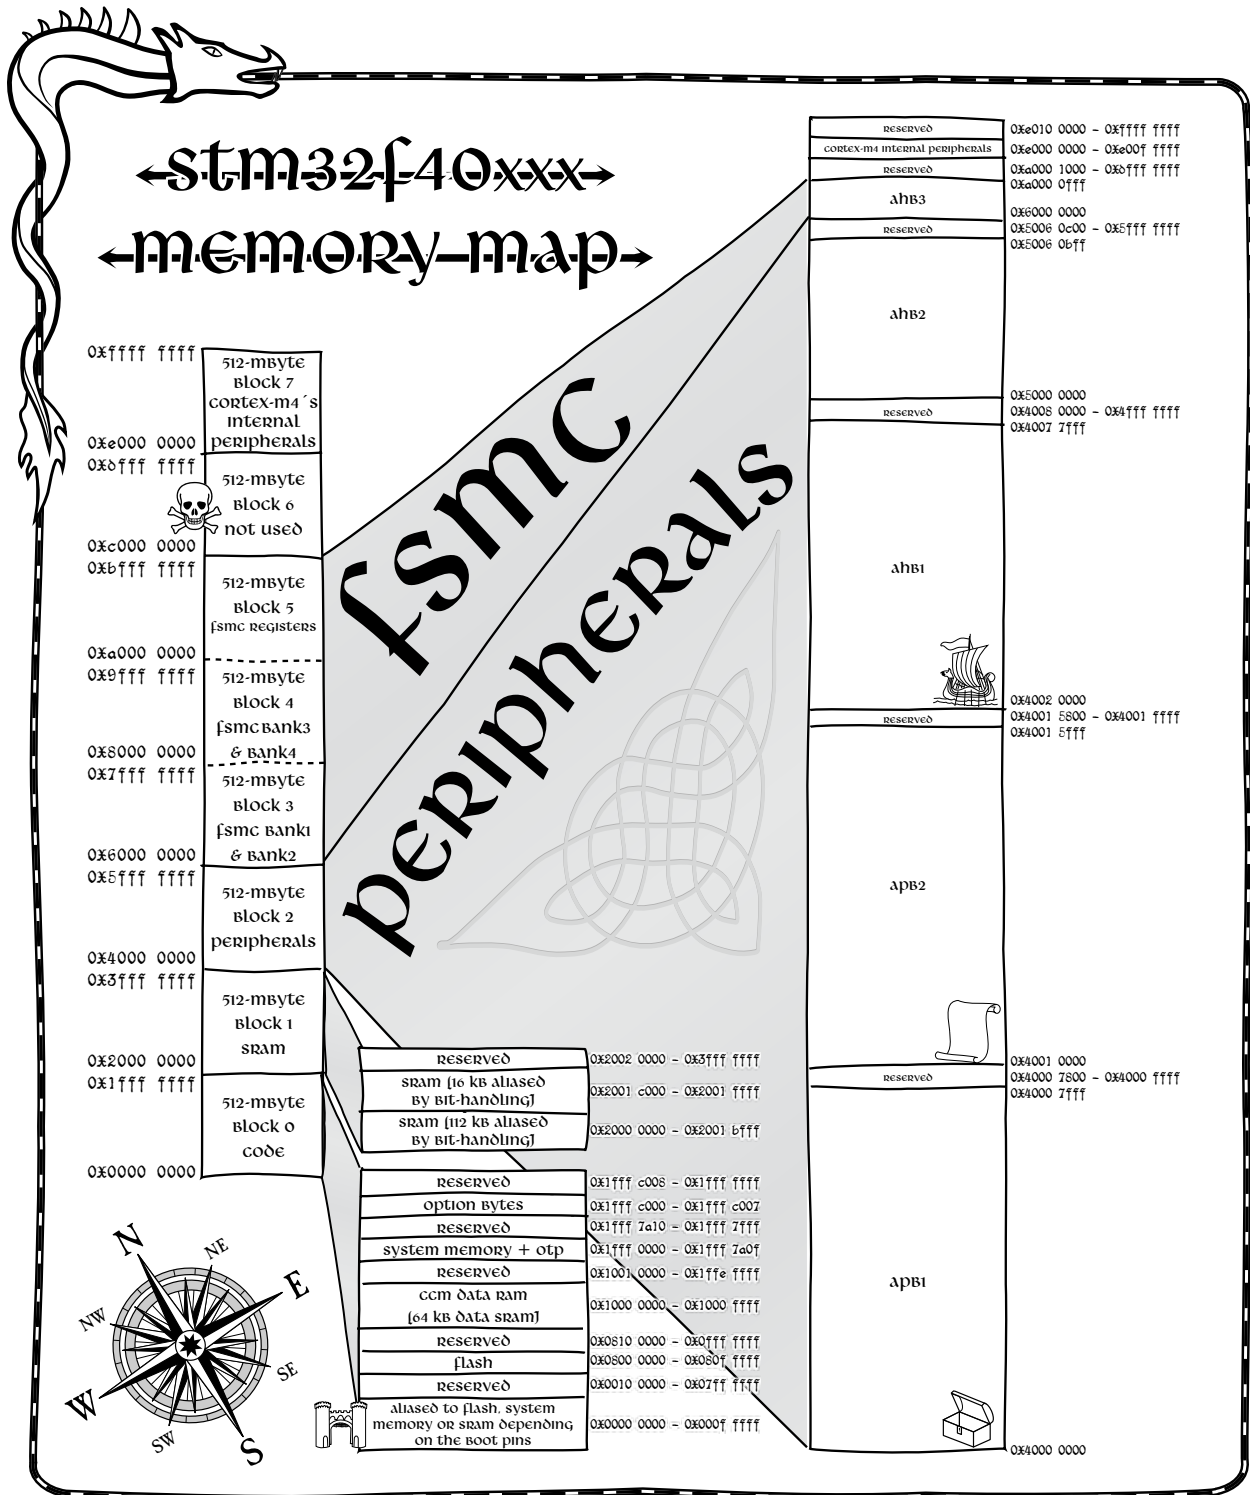 stm32f40xxx
memory map
0xffff ffff
512-mByte
Block 7
cortex-m4´s
internal
peripherals
0xe000 0000
0xdfff ffff
512-mByte
Block 6
not used
0xc000 0000
0xbfff ffff
512-mByte
Block 5
fsmc registers
0xa000 0000
0x9fff ffff
512-mByte
Block 4
fsmc Bank3
& Bank4
0x8000 0000
0x7fff ffff
512-mByte
Block 3
fsmc Bank1
& Bank2
0x6000 0000
0x5fff ffff
512-mByte
Block 2
peripherals
0x4000 0000
0x3fff ffff
512-mByte
Block 1
sram
0x2000 0000
0x1fff ffff
512-mByte
Block 0
code
0x0000 0000
fsmc
peripherals
reserved
0x2002 0000 - 0x3fff ffff
sram [16 kB aliased
By Bit-handling]
0x2001 c000 - 0x2001 ffff
sram [112 kB aliased
By Bit-handling]
0x2000 0000 - 0x2001 bfff
reserved
0x1fff c008 - 0x1fff ffff
option Bytes
0x1fff c000 - 0x1fff c007
reserved
0x1fff 7a10 - 0x1fff 7fff
system memory + otp
0x1fff 0000 - 0x1fff 7a0f
reserved
0x1001 0000 - 0x1ffe ffff
ccm data ram
[64 kB data sram]
0x1000 0000 - 0x1000 ffff
reserved
0x0810 0000 - 0x0fff ffff
flash
0x0800 0000 - 0x080f ffff
reserved
0x0010 0000 - 0x07ff ffff
aliased to flash, system
memory or sram depending
on the Boot pins
0x0000 0000 - 0x000f ffff
reserved
0xe010 0000 - 0xffff ffff
cortex-m4 internal peripherals
0xe000 0000 - 0xe00f ffff
reserved
0xa000 1000 - 0xdfff ffff
0xa000 0fff
ahB3
0x6000 0000
reserved
0x5006 0c00 - 0x5fff ffff
0x5006 0bff
ahB2
0x5000 0000
reserved
0x4008 0000 - 0x4fff ffff
0x4007 7fff
ahB1
0x4002 0000
reserved
0x4001 5800 - 0x4001 ffff
0x4001 5fff
apB2
0x4001 0000
reserved
0x4000 7800 - 0x4000 ffff
0x4000 7fff
apB1
0x4000 0000
N
NE
E
SE
S
SW
W
NW